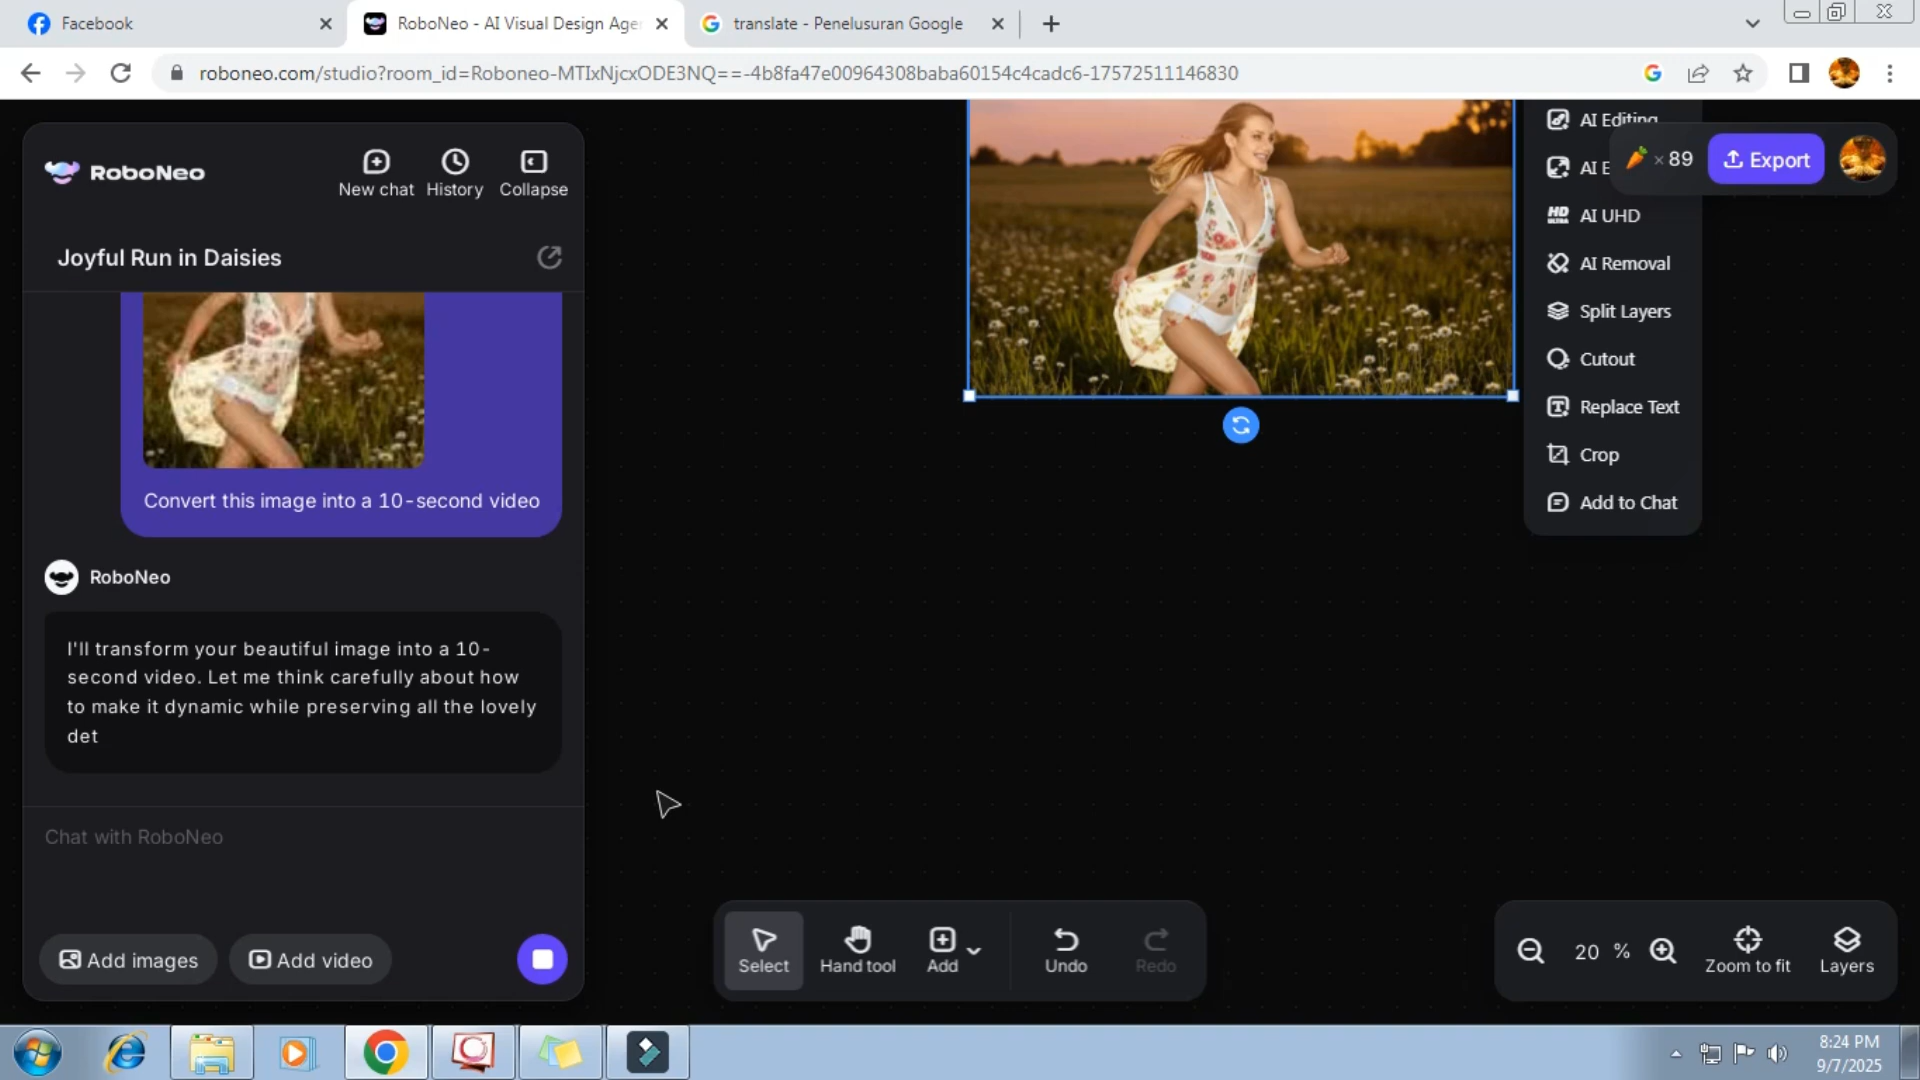 Facebook
RoboNeo - AI Visual Design Age
translate - Penelusuran Google
roboneo.com/studio?room_id=Roboneo-MTIxNjcxODE3NQ==-4b8fa47e00964308baba60154c4cadc6-17572511146830
RoboNeo
New chat
History
Collapse
Joyful Run in Daisies
Convert this image into a 10-second video
RoboNeo
I'll transform your beautiful image into a 10-
second video. Let me think carefully about how
to make it dynamic while preserving all the lovely
det
Chat with RoboNeo
Add images
Add video
AI Editing
AI E
× 89
Export
HD ULTRA AI UHD
AI Removal
Split Layers
Cutout
Replace Text
Crop
Add to Chat
Select
Hand tool
Add
Undo
Redo
20 %
Zoom to fit
Layers
8:24 PM
9/7/2025